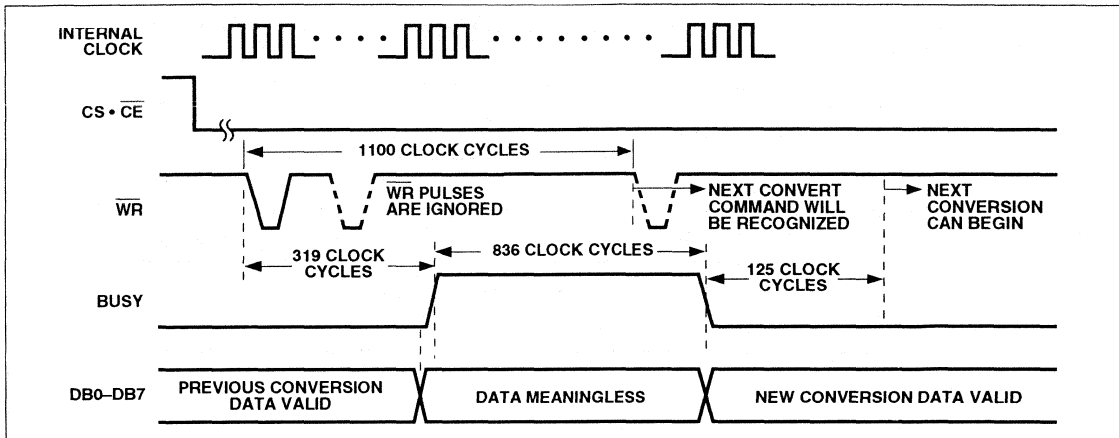 INTERNAL
CLOCK
CS • CE
1100 CLOCK CYCLES
WR
WR PULSES
ARE IGNORED
NEXT CONVERT
COMMAND WILL
BE RECOGNIZED
NEXT
CONVERSION
CAN BEGIN
319 CLOCK
CYCLES
836 CLOCK CYCLES
125 CLOCK
CYCLES
BUSY
DB0–DB7
PREVIOUS CONVERSION
DATA VALID
DATA MEANINGLESS
NEW CONVERSION DATA VALID